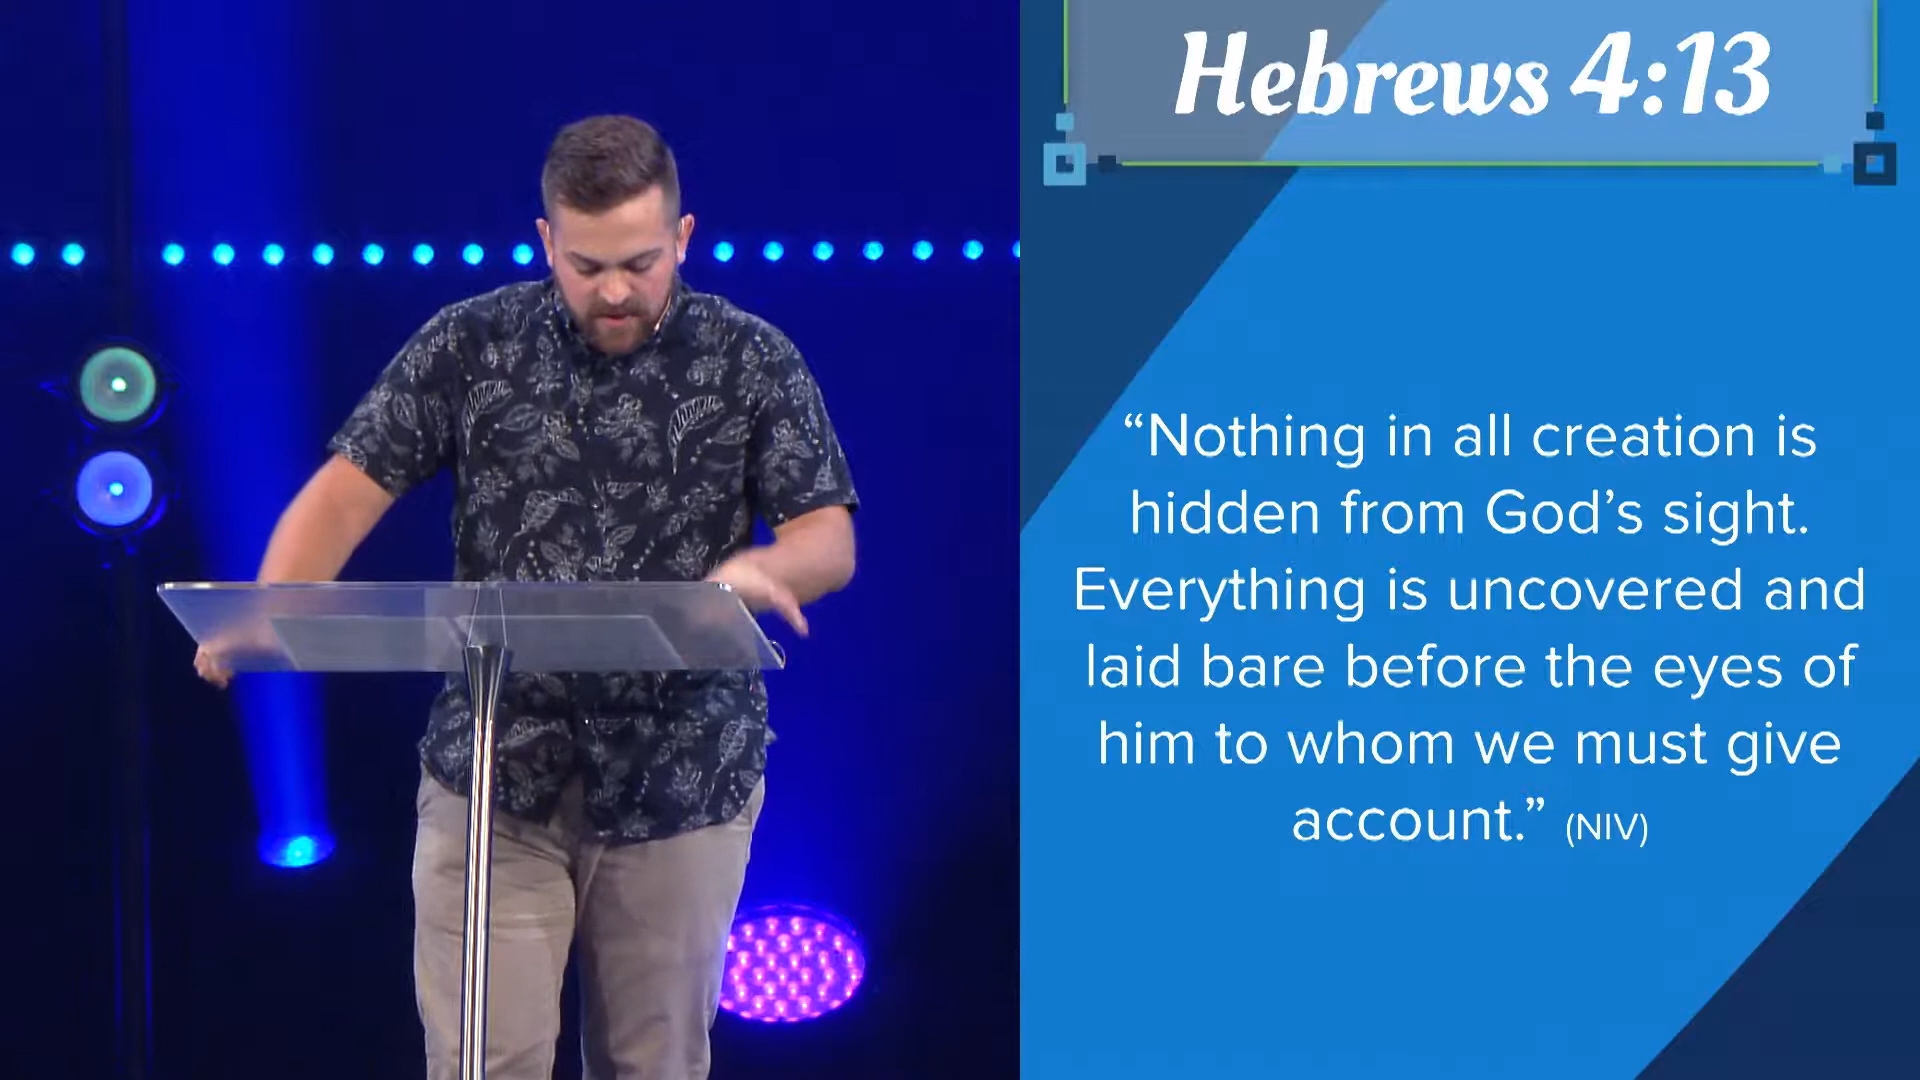 Hebrews 4:13
“Nothing in all creation is
hidden from God’s sight.
Everything is uncovered and
laid bare before the eyes of
him to whom we must give
account.” (NIV)